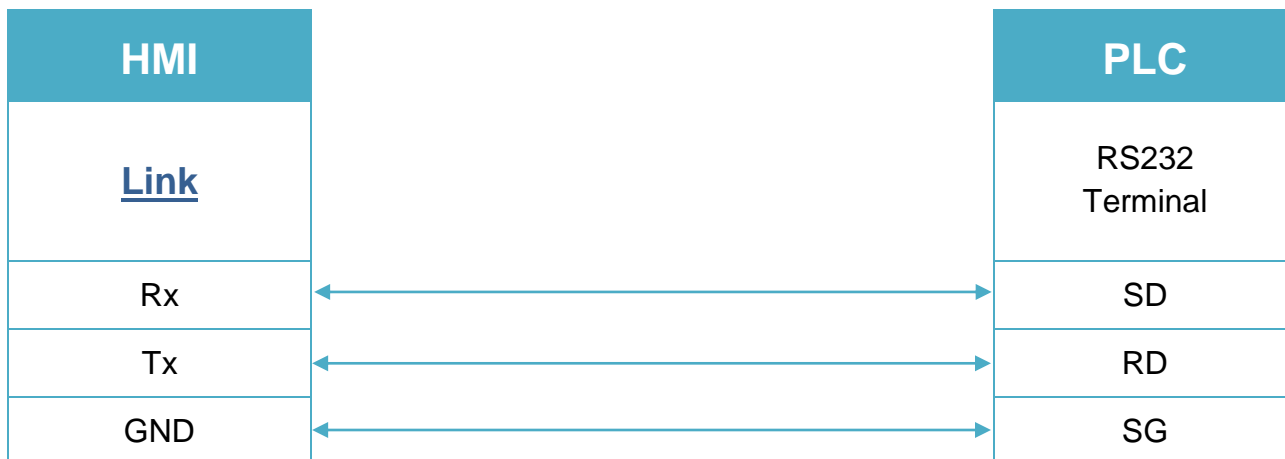 HMI PLC
Link RS232
Terminal
Rx SD
Tx RD
GND SG